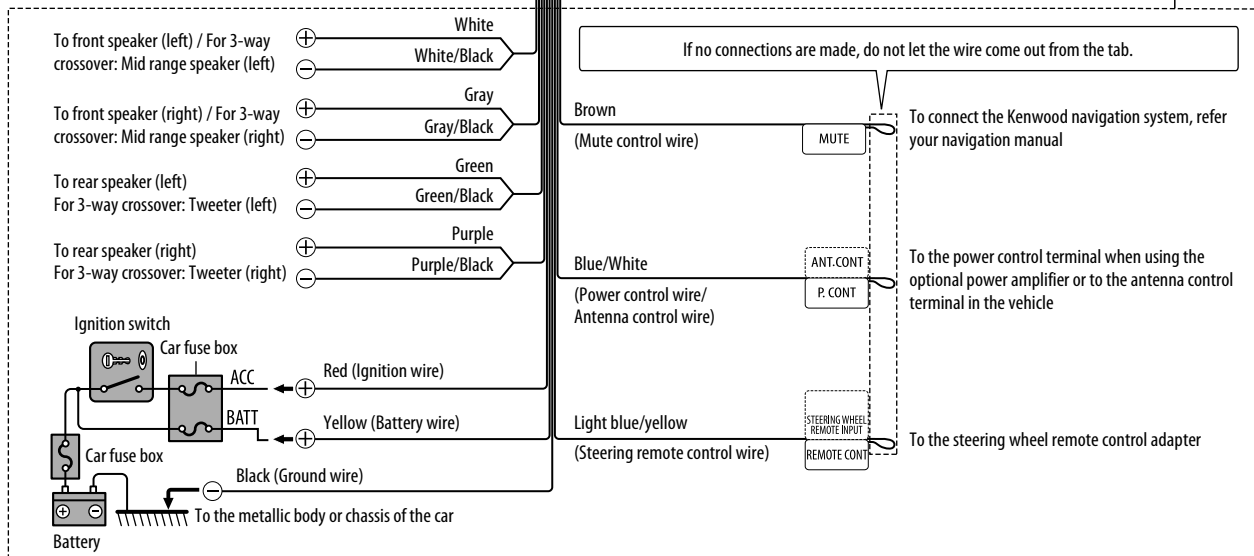 To front speaker (left) / For 3-way
crossover: Mid range speaker (left)
+
−
White
White/Black
To front speaker (right) / For 3-way
crossover: Mid range speaker (right)
+
−
Gray
Gray/Black
To rear speaker (left)
For 3-way crossover: Tweeter (left)
+
−
Green
Green/Black
To rear speaker (right)
For 3-way crossover: Tweeter (right)
+
−
Purple
Purple/Black
Ignition switch
Car fuse box
ACC
+
Red (Ignition wire)
BATT
+
Yellow (Battery wire)
Car fuse box
Black (Ground wire)
−
To the metallic body or chassis of the car
+ −
Battery
If no connections are made, do not let the wire come out from the tab.
Brown
(Mute control wire)
MUTE
To connect the Kenwood navigation system, refer
your navigation manual
Blue/White
(Power control wire/
Antenna control wire)
ANT.CONT
P. CONT
To the power control terminal when using the
optional power amplifier or to the antenna control
terminal in the vehicle
Light blue/yellow
(Steering remote control wire)
STEERING WHEEL
REMOTE INPUT
REMOTE CONT
To the steering wheel remote control adapter